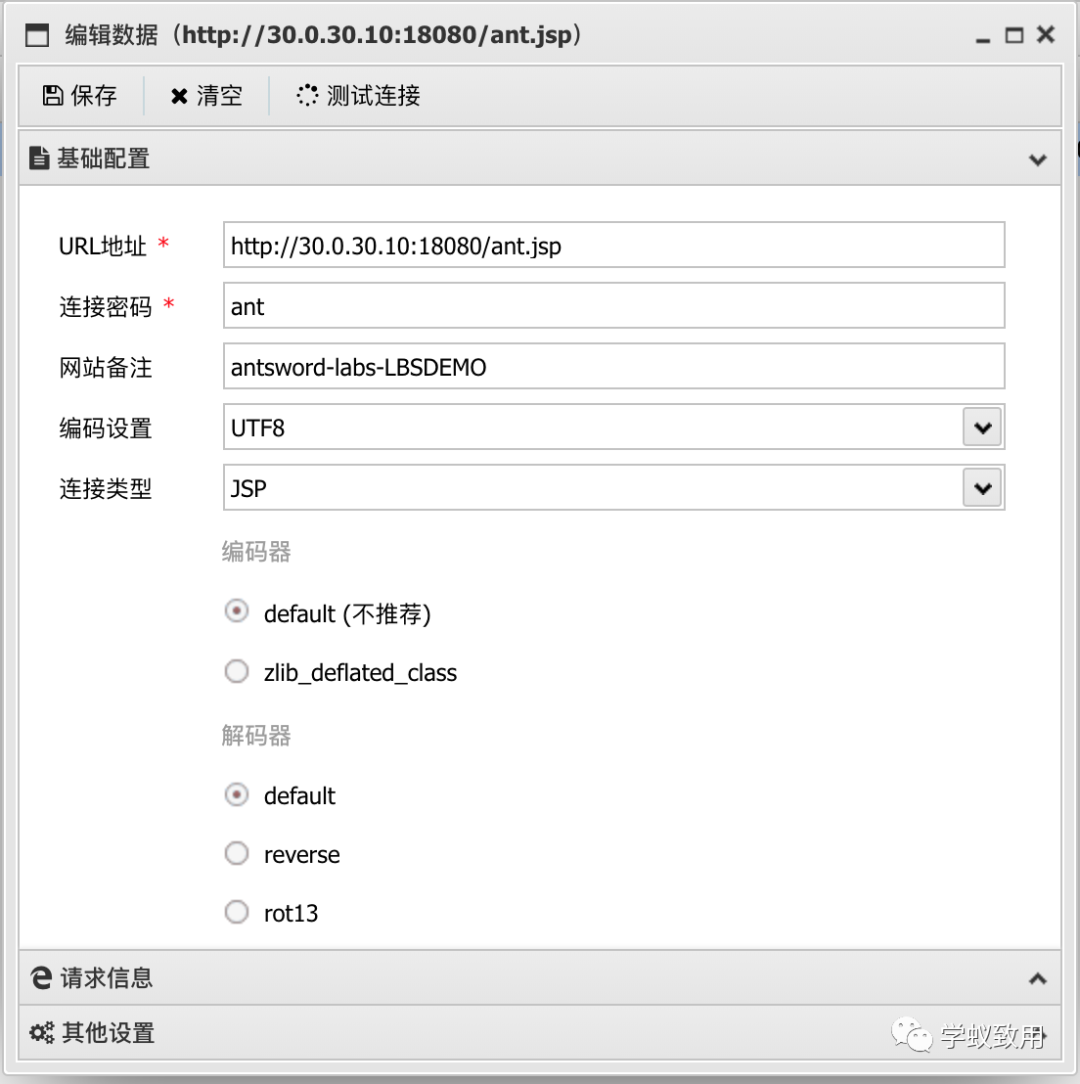 编辑数据（http://30.0.30.10:18080/ant.jsp）
保存 清空 测试连接
基础配置
URL地址 * http://30.0.30.10:18080/ant.jsp
连接密码 * ant
网站备注 antsword-labs-LBSDEMO
编码设置 UTF8
连接类型 JSP
编码器
default (不推荐)
zlib_deflated_class
解码器
default
reverse
rot13
请求信息
其他设置
学蚁致用